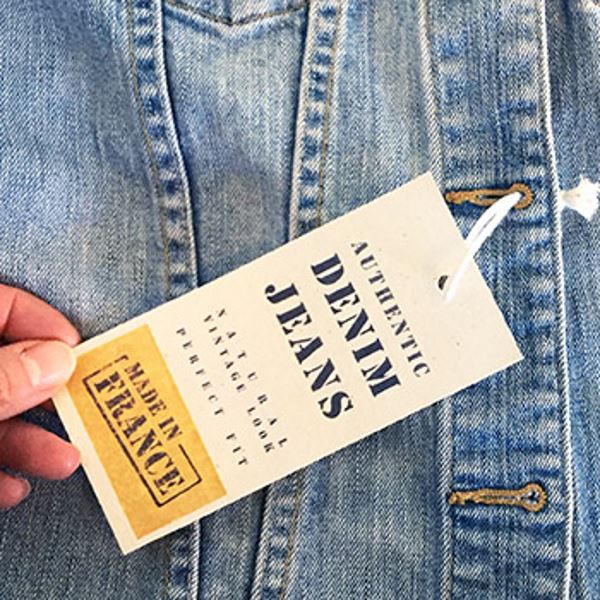 AUTHENTIC
DENIM
JEANS
NATURAL
VINTAGE LOOK
PERFECT FIT
MADE IN
FRANCE